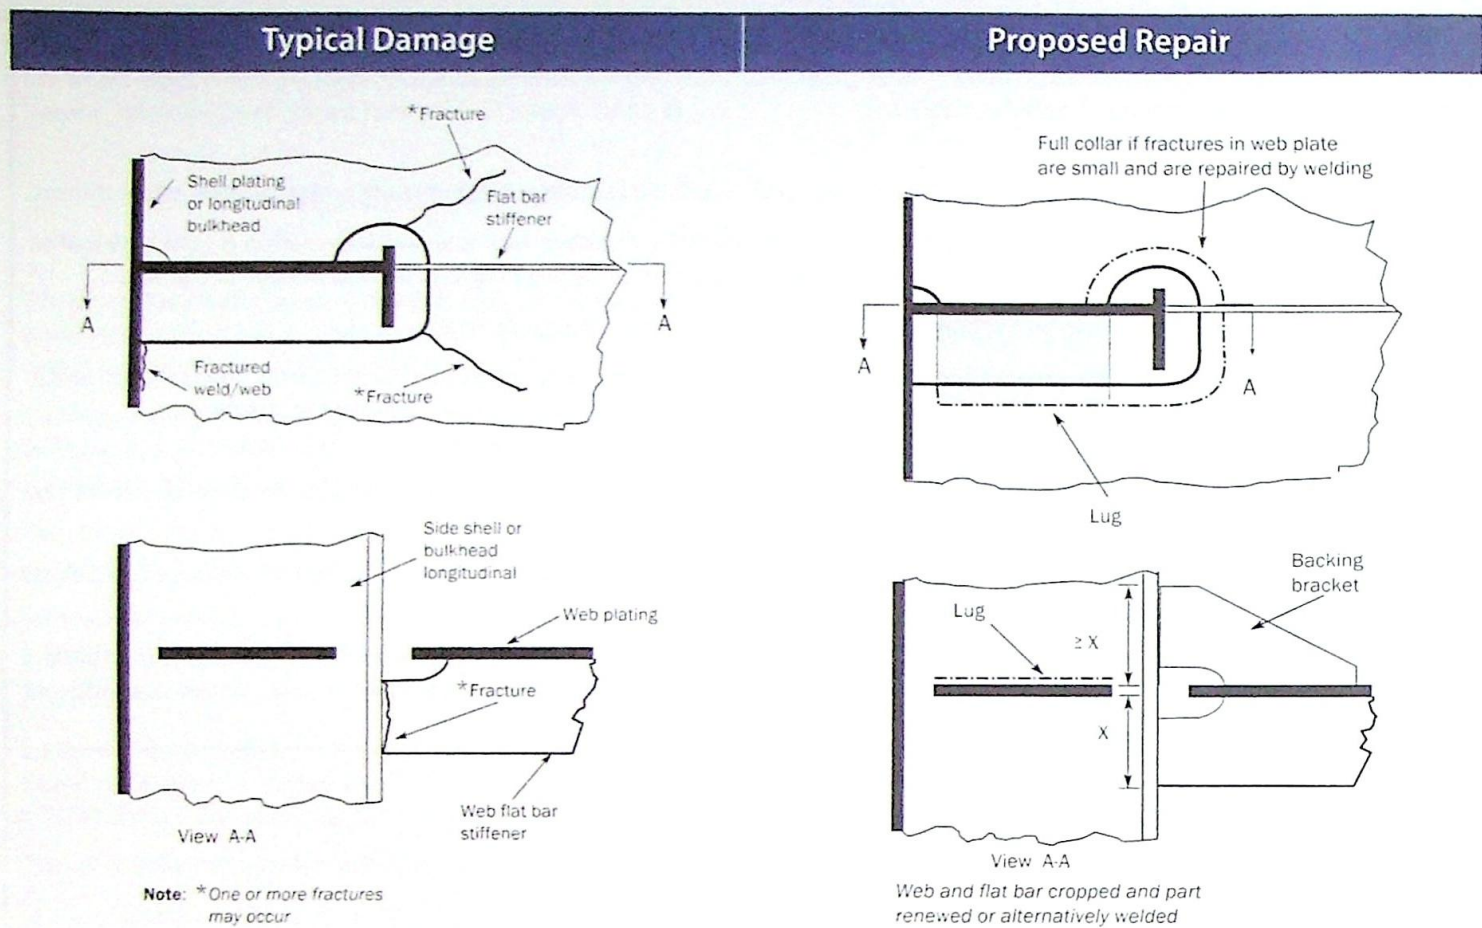 Typical Damage
Proposed Repair
*Fracture
Shell plating
or longitudinal
bulkhead
Flat bar
stiffener
A
A
Fractured
weld/web
*Fracture
Full collar if fractures in web plate
are small and are repaired by welding
A
A
Lug
Side shell or
bulkhead
longitudinal
Web plating
*Fracture
Web flat bar
stiffener
View A-A
Note: *One or more fractures
may occur
Backing
bracket
Lug
≥ X
X
View A-A
Web and flat bar cropped and part
renewed or alternatively welded